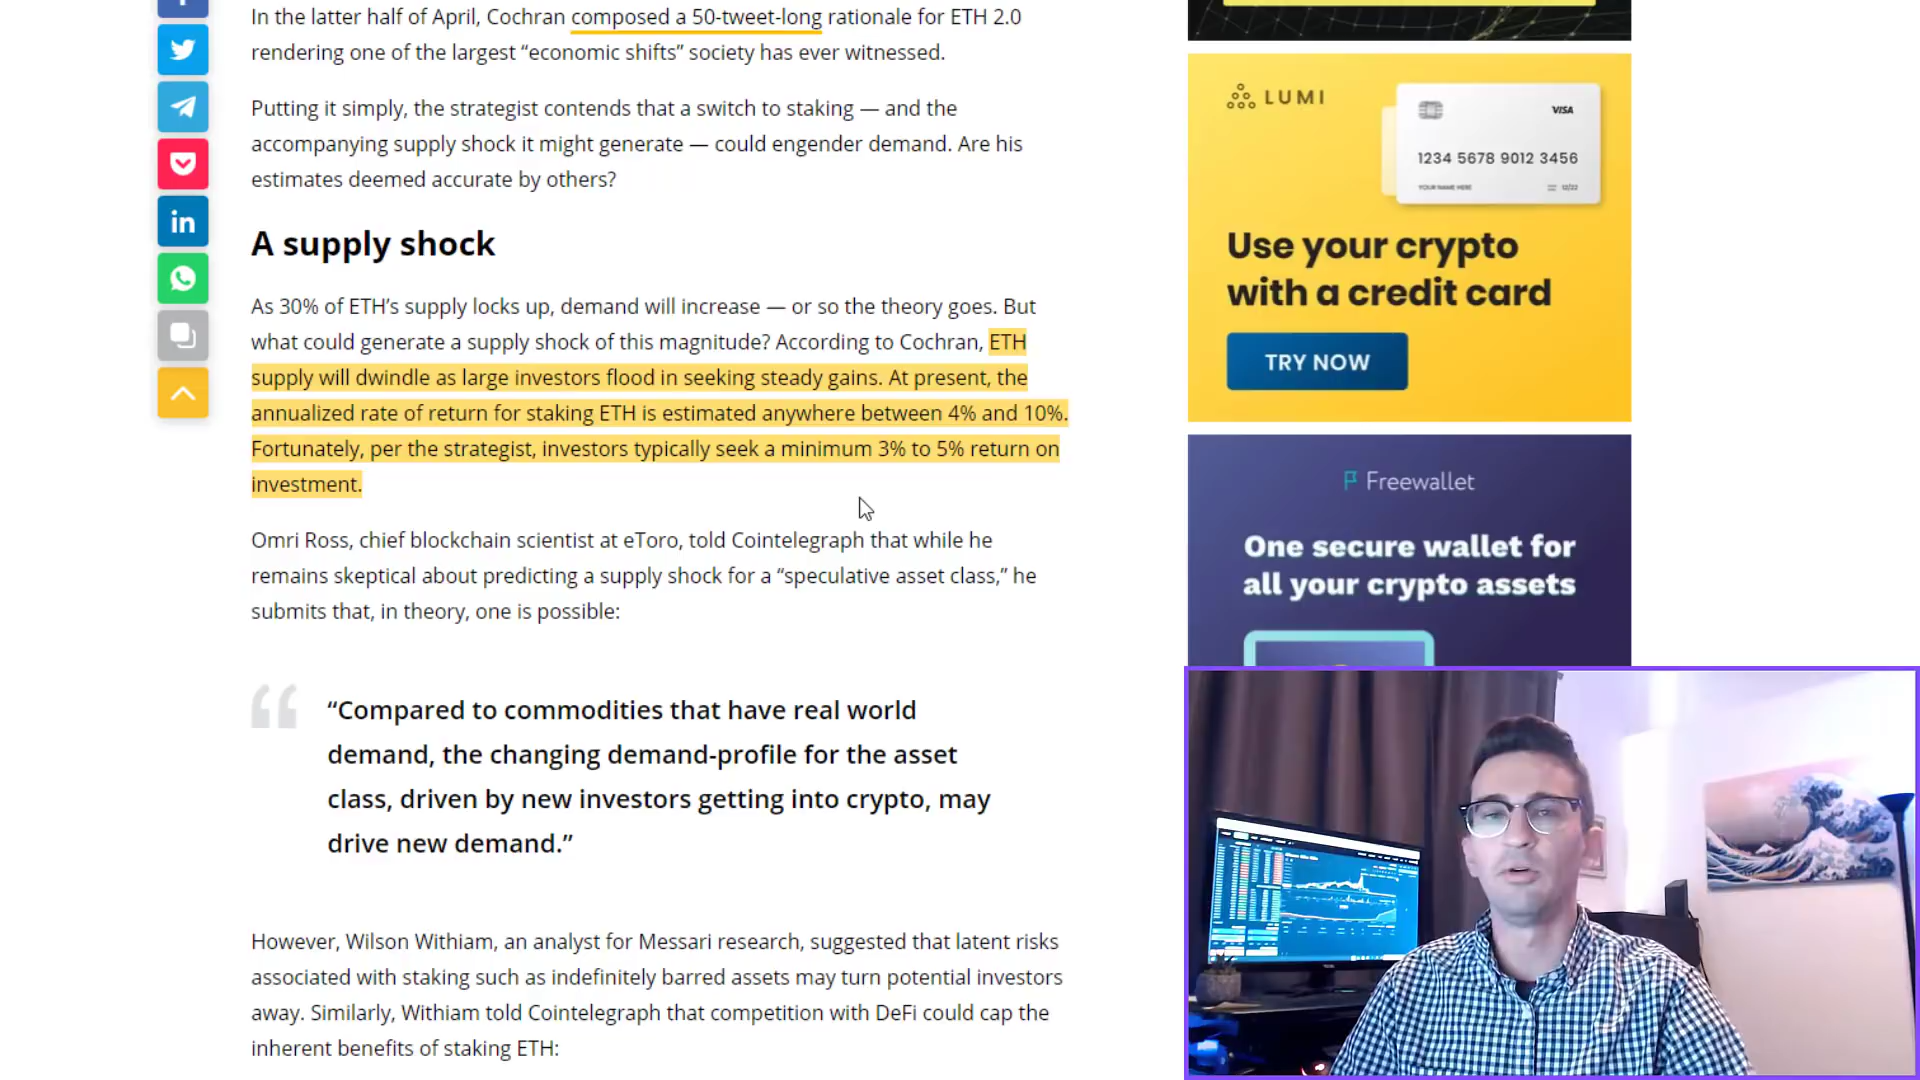 In the latter half of April, Cochran composed a 50-tweet-long rationale for ETH 2.0
rendering one of the largest “economic shifts” society has ever witnessed.
Putting it simply, the strategist contends that a switch to staking — and the
accompanying supply shock it might generate — could engender demand. Are his
estimates deemed accurate by others?
A supply shock
As 30% of ETH’s supply locks up, demand will increase — or so the theory goes. But
what could generate a supply shock of this magnitude? According to Cochran, ETH
supply will dwindle as large investors flood in seeking steady gains. At present, the
annualized rate of return for staking ETH is estimated anywhere between 4% and 10%.
Fortunately, per the strategist, investors typically seek a minimum 3% to 5% return on
investment.
Omri Ross, chief blockchain scientist at eToro, told Cointelegraph that while he
remains skeptical about predicting a supply shock for a “speculative asset class,” he
submits that, in theory, one is possible:
“Compared to commodities that have real world
demand, the changing demand-profile for the asset
class, driven by new investors getting into crypto, may
drive new demand.”
However, Wilson Withiam, an analyst for Messari research, suggested that latent risks
associated with staking such as indefinitely barred assets may turn potential investors
away. Similarly, Withiam told Cointelegraph that competition with DeFi could cap the
inherent benefits of staking ETH:
LUMI
VISA
1234 5678 9012 3456
YOUR NAME HERE
12/22
Use your crypto
with a credit card
TRY NOW
Freewallet
One secure wallet for
all your crypto assets